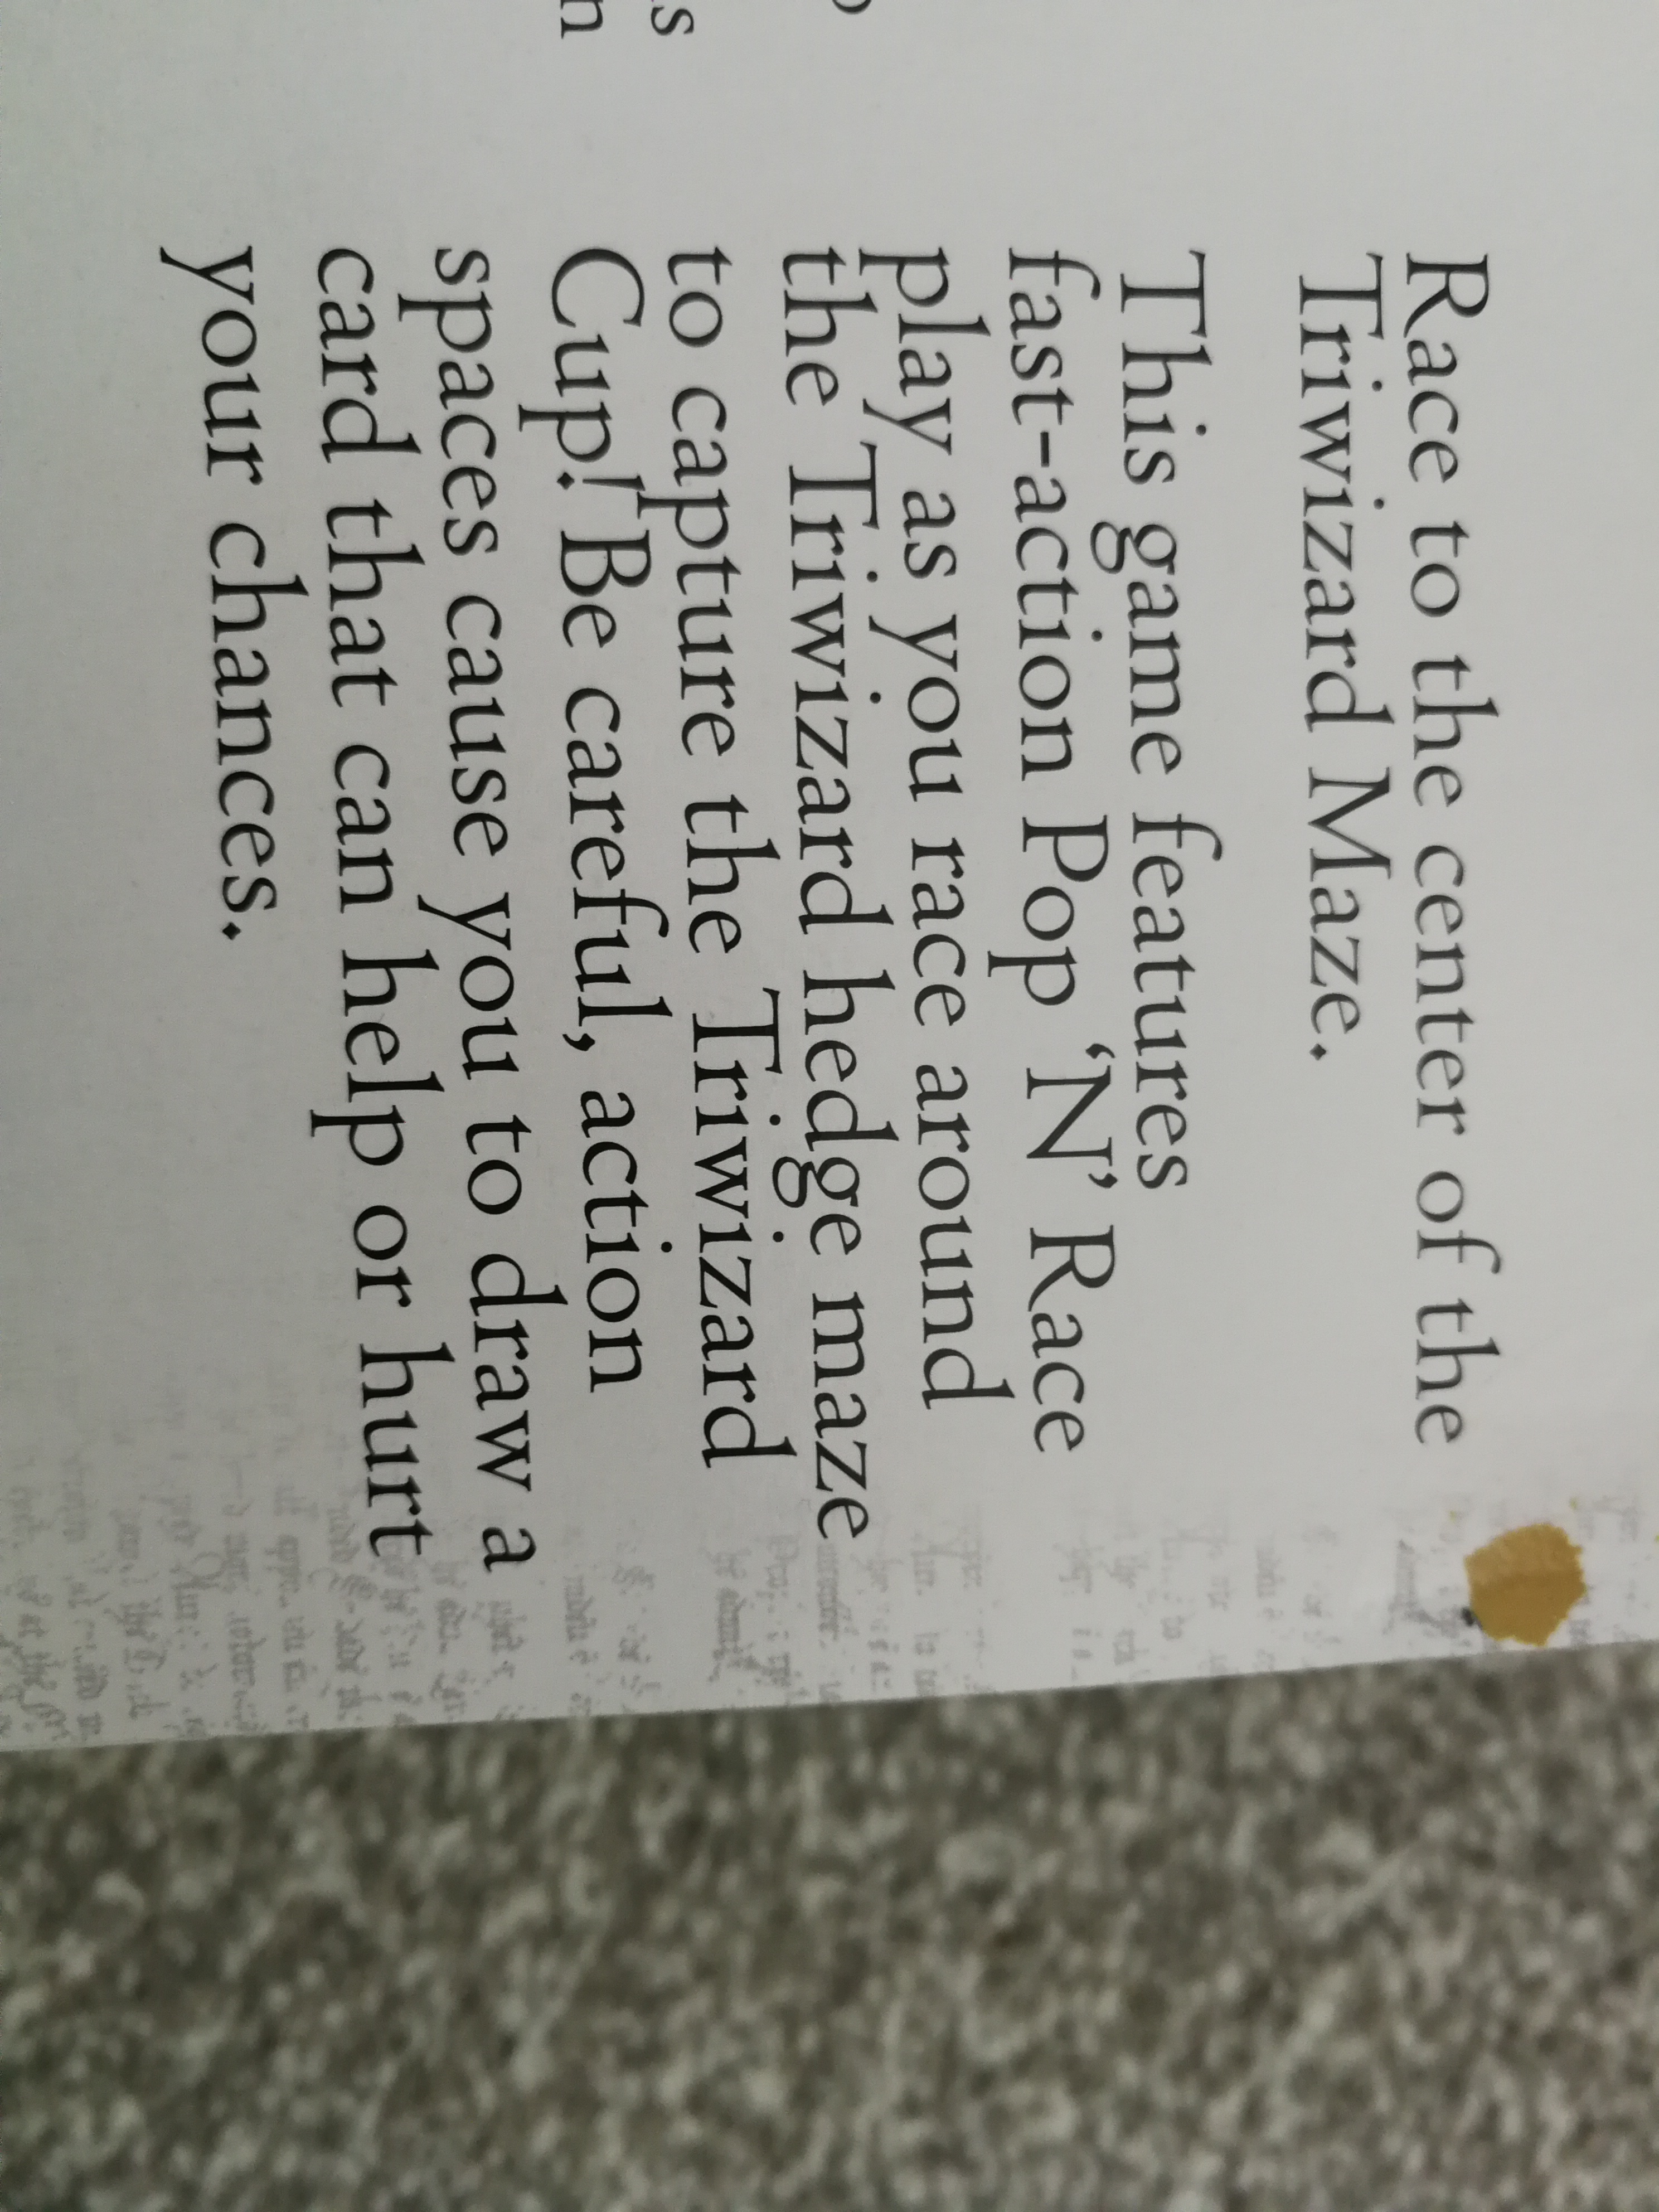 Race to the center of the
Triwizard Maze.
This game features
fast-action Pop ‘N’ Race
play as you race around
the Triwizard hedge maze
to capture the Triwizard
Cup! Be careful, action
spaces cause you to draw a
card that can help or hurt
your chances.